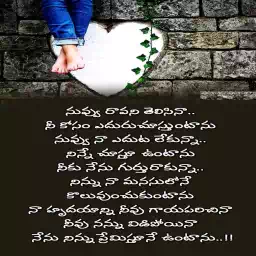 నువ్వు రావని తెలిసినా..
నీ కోసం ఎదురుచూస్తుంటాను
నువ్వు నా ఎదుట లేకున్నా..
నిన్నే చూస్తూ ఉంటాను
నీకు నేను గుర్తురాకున్నా..
నిన్ను నా మనసులోనే
కొలువుంచుకుంటాను
నా హృదయాన్ని నీవు గాయపరిచినా
నీవు నన్ను విడిపోయినా
నేను నిన్ను ప్రేమిస్తూనే ఉంటాను..!!